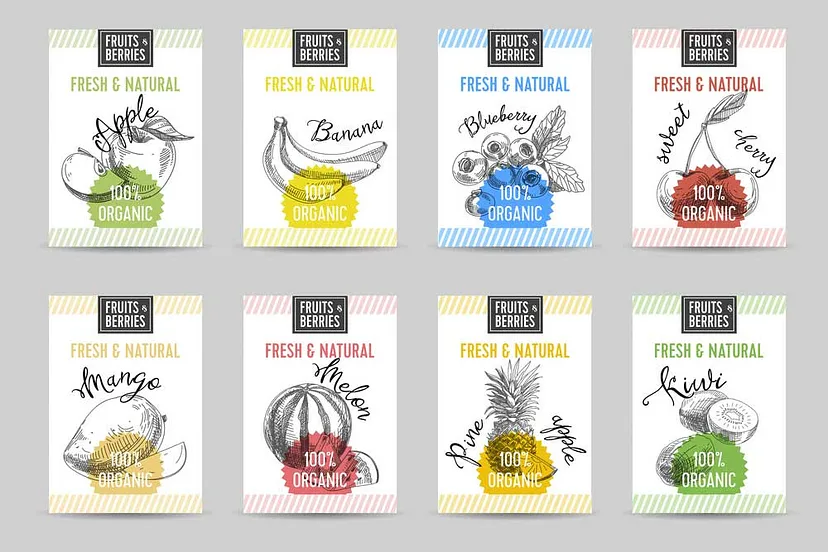 FRUITS &
BERRIES
FRESH & NATURAL
Apple
100%
ORGANIC
FRUITS &
BERRIES
FRESH & NATURAL
Banana
100%
ORGANIC
FRUITS &
BERRIES
FRESH & NATURAL
Blueberry
100%
ORGANIC
FRUITS &
BERRIES
FRESH & NATURAL
sweet
cherry
100%
ORGANIC
FRUITS &
BERRIES
FRESH & NATURAL
Mango
100%
ORGANIC
FRUITS &
BERRIES
FRESH & NATURAL
Melon
100%
ORGANIC
FRUITS &
BERRIES
FRESH & NATURAL
Pine
apple
100%
ORGANIC
FRUITS &
BERRIES
FRESH & NATURAL
Kiwi
100%
ORGANIC